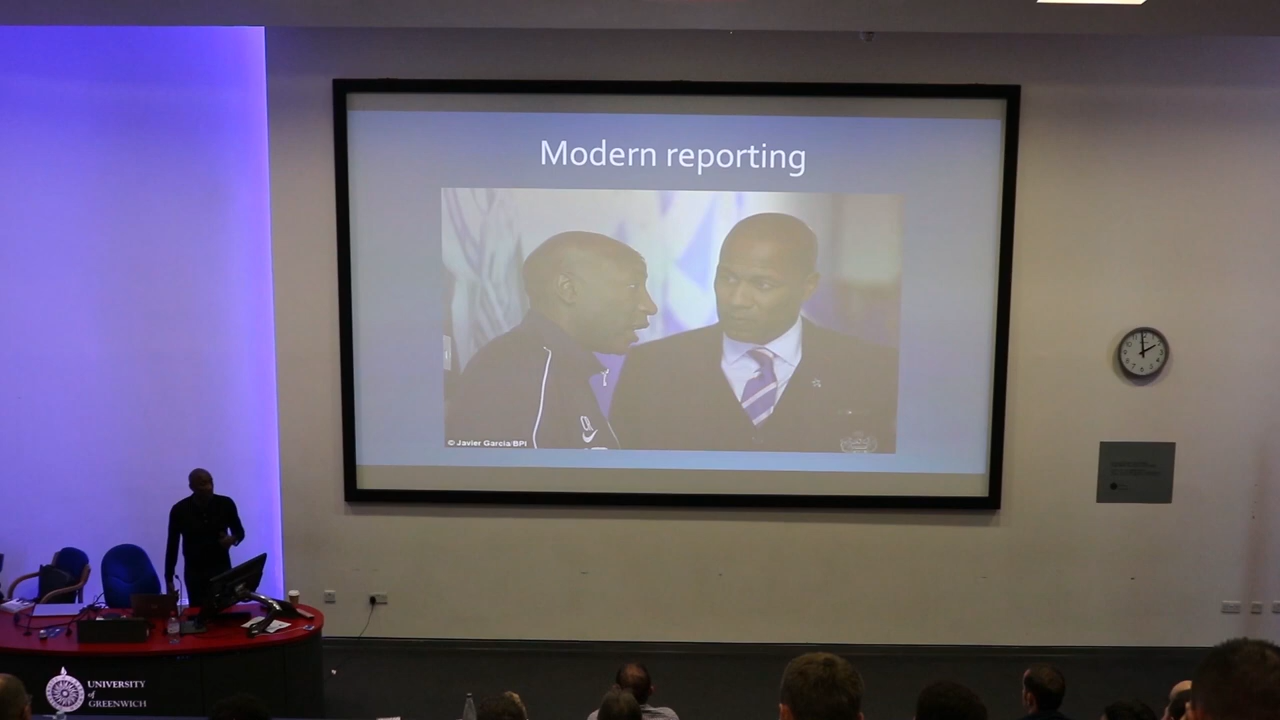 Modern reporting
© Javier Garcia/BPI
UNIVERSITY
of
GREENWICH